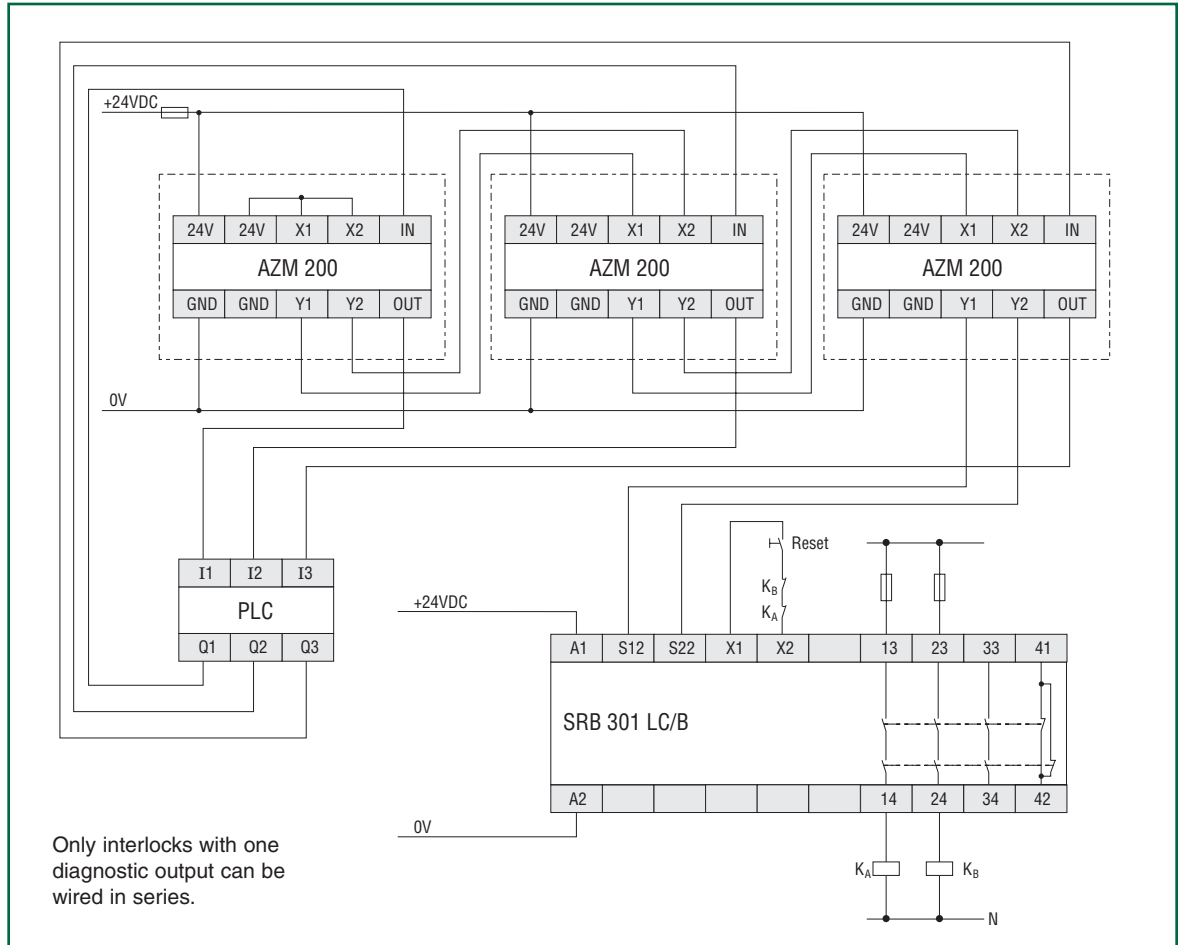 +24VDC
24V 24V X1 X2 IN
AZM 200
GND GND Y1 Y2 OUT
24V 24V X1 X2 IN
AZM 200
GND GND Y1 Y2 OUT
24V 24V X1 X2 IN
AZM 200
GND GND Y1 Y2 OUT
0V
I1 I2 I3
PLC
Q1 Q2 Q3
Reset
KB
KA
+24VDC
A1 S12 S22 X1 X2 13 23 33 41
SRB 301 LC/B
A2 14 24 34 42
0V
KA KB
N
Only interlocks with one
diagnostic output can be
wired in series.